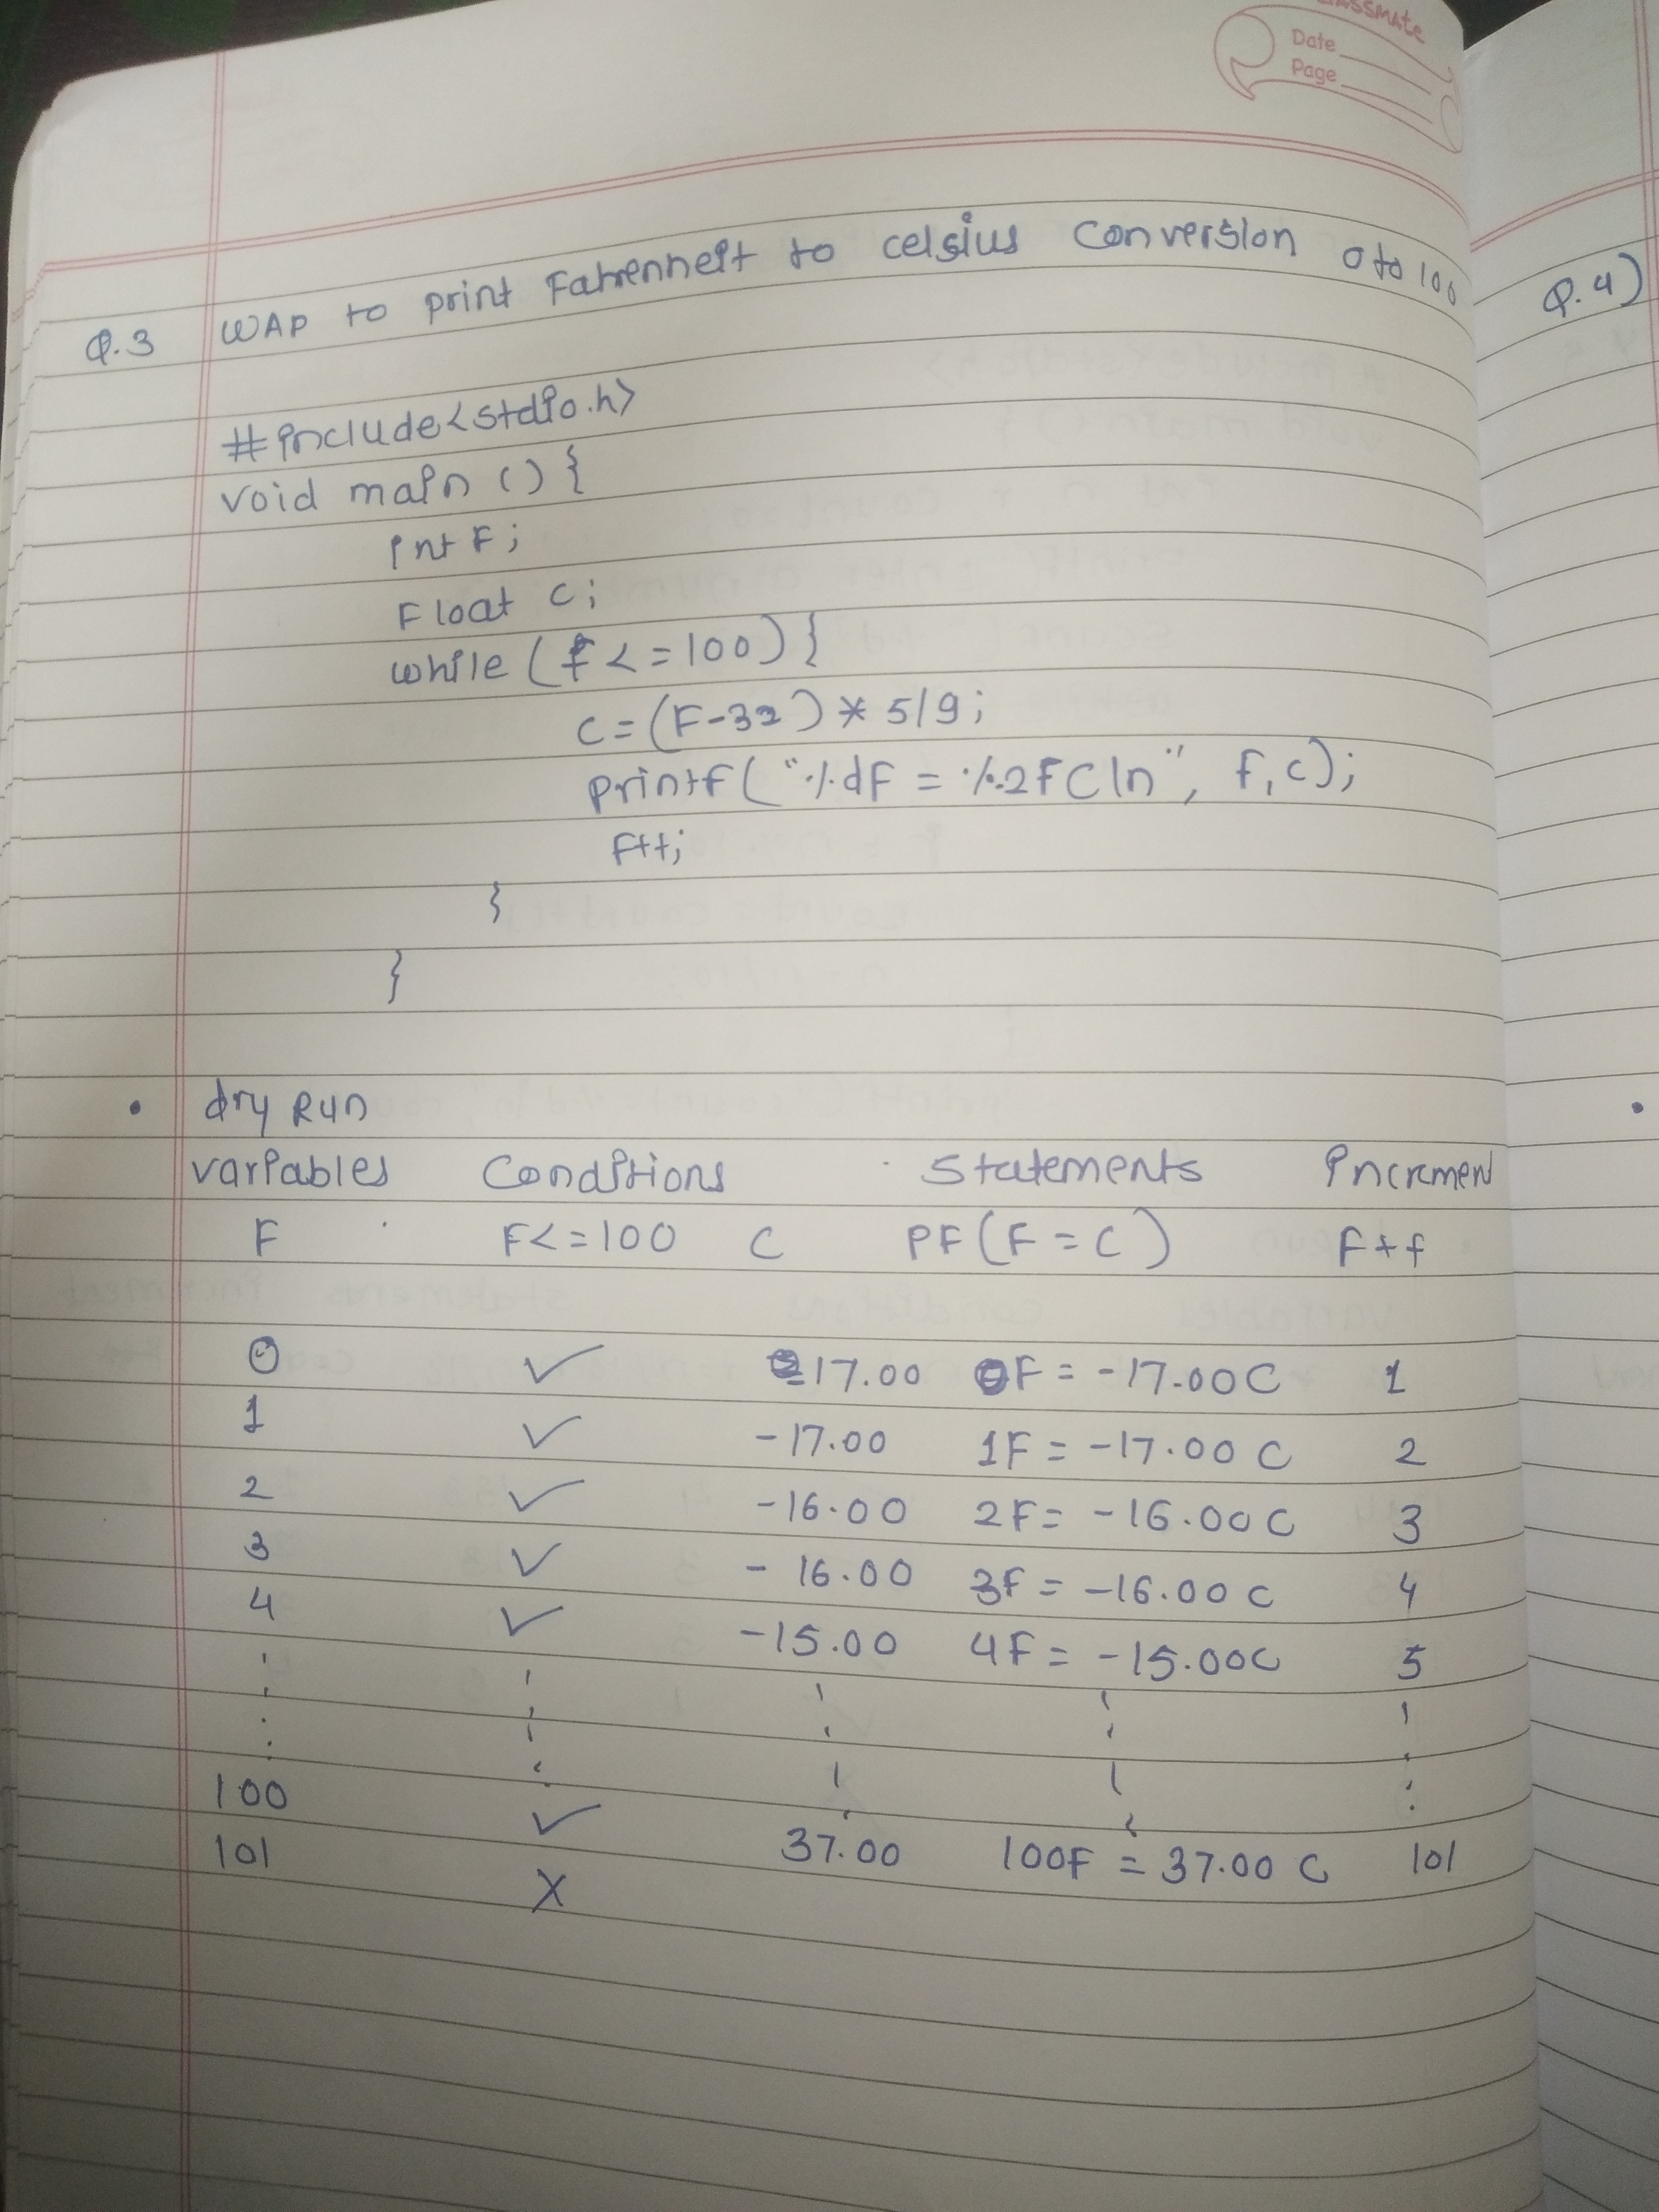 classmate
Date
Page
Q.3 WAP to print Fahrenheit to celsius conversion 0 to 100
Q.4)
#include<stdio.h>
void main () {
int F;
Float c;
while (f <= 100) {
c = (F-32) * 5/9;
printf( "%dF = %.2F C\n", f, c);
F++;
}
}
• dry Run
variables Conditions Statements incremen
F F<=100 C PF(F = C) F++
0 ✓ -17.00 0F = -17.00C 1
1 ✓ -17.00 1F = -17.00 C 2
2 ✓ -16.00 2F = -16.00C 3
3 ✓ -16.00 3F = -16.00 C 4
4 ✓ -15.00 4F = -15.00C 5
100 ✓ 37.00 100F = 37.00 C 101
101 X